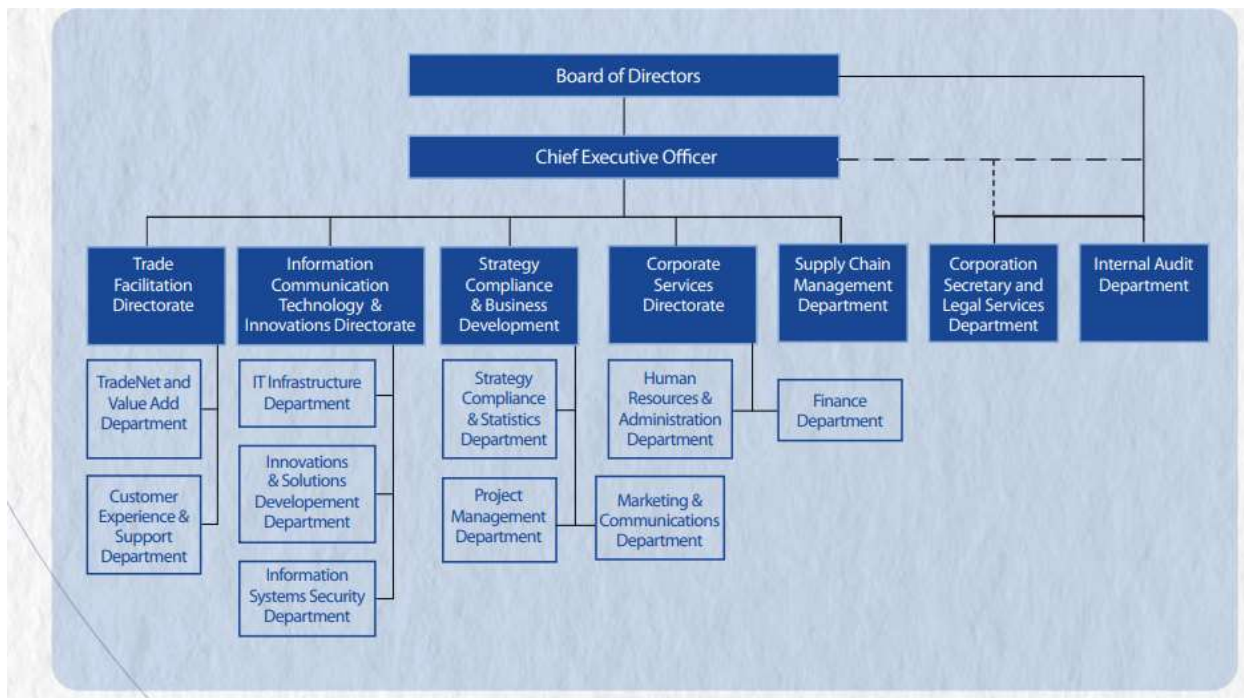 Board of Directors
Chief Executive Officer
Trade
Facilitation
Directorate
Information
Communication
Technology &
Innovations Directorate
Strategy
Compliance
& Business
Development
Corporate
Services
Directorate
Supply Chain
Management
Department
Corporation
Secretary and
Legal Services
Department
Internal Audit
Department
TradeNet and
Value Add
Department
IT Infrastructure
Department
Strategy
Compliance
& Statistics
Department
Human
Resources &
Administration
Department
Finance
Department
Customer
Experience &
Support
Department
Innovations
& Solutions
Developement
Department
Project
Management
Department
Marketing &
Communications
Department
Information
Systems Security
Department